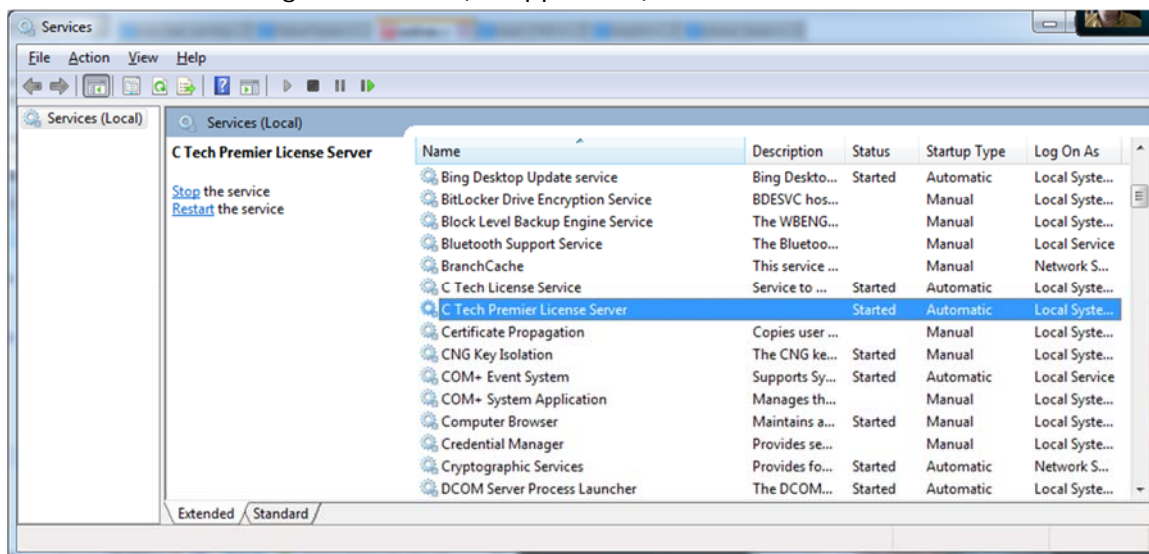 Services
File Action View Help
Services (Local)
Services (Local)
C Tech Premier License Server
Stop the service
Restart the service
Name Description Status Startup Type Log On As
Bing Desktop Update service Bing Deskto... Started Automatic Local Syste...
BitLocker Drive Encryption Service BDESVC hos... Manual Local Syste...
Block Level Backup Engine Service The WBENG... Manual Local Syste...
Bluetooth Support Service The Bluetoo... Manual Local Service
BranchCache This service ... Manual Network S...
C Tech License Service Service to ... Started Automatic Local Syste...
C Tech Premier License Server Started Automatic Local Syste...
Certificate Propagation Copies user ... Manual Local Syste...
CNG Key Isolation The CNG ke... Started Manual Local Syste...
COM+ Event System Supports Sy... Started Automatic Local Service
COM+ System Application Manages th... Manual Local Syste...
Computer Browser Maintains a... Started Manual Local Syste...
Credential Manager Provides se... Manual Local Syste...
Cryptographic Services Provides fo... Started Automatic Network S...
DCOM Server Process Launcher The DCOM... Started Automatic Local Syste...
Extended Standard